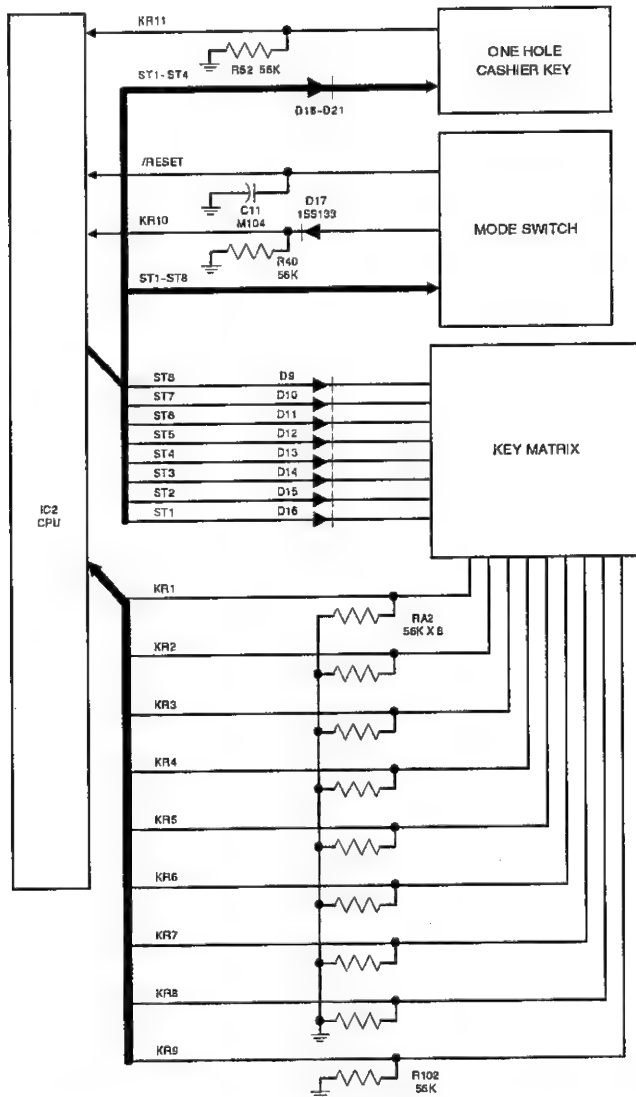 KR11
R52 56K
ONE HOLE
CASHIER KEY
ST1-ST4
D18-D21
/RESET
C11
M104
D17
1SS133
MODE SWITCH
KR10
R40
56K
ST1-ST8
ST8
D9
ST7
D10
ST6
D11
ST5
D12
ST4
D13
ST3
D14
ST2
D15
ST1
D16
KEY MATRIX
IC2
CPU
KR1
RA2
56K X 8
KR2
KR3
KR4
KR5
KR6
KR7
KR8
KR9
R102
56K